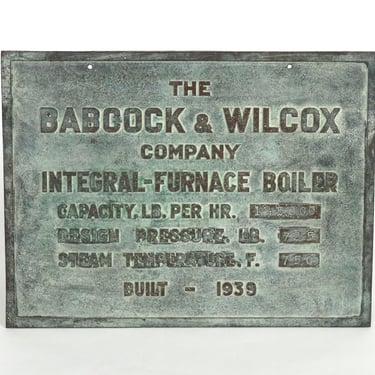 THE
BABCOCK & WILCOX
COMPANY
INTEGRAL-FURNACE BOILER
CAPACITY, LB. PER HR.
DESIGN PRESSURE, LB.
STEAM TEMPERATURE, F.
BUILT - 1939